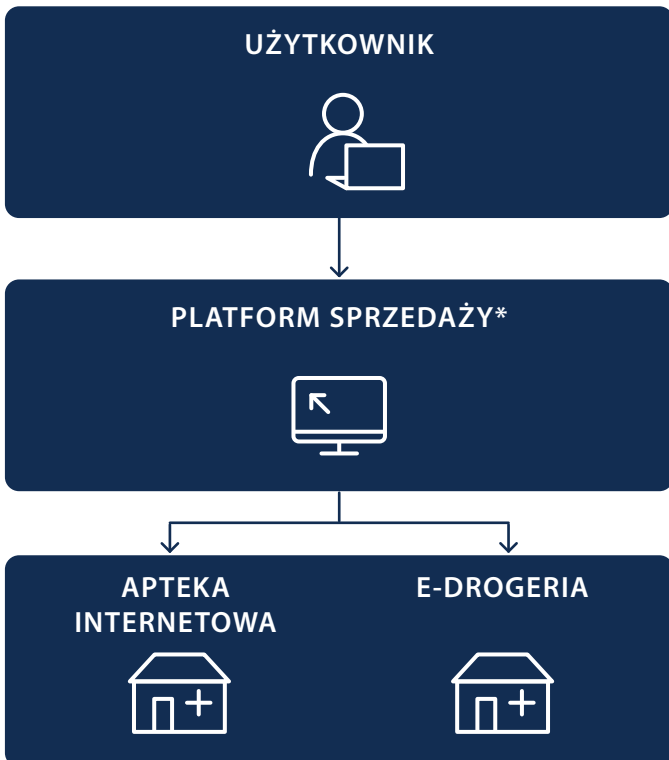 UŻYTKOWNIK
PLATFORM SPRZEDAŻY*
APTEKA
INTERNETOWA
E-DROGERIA